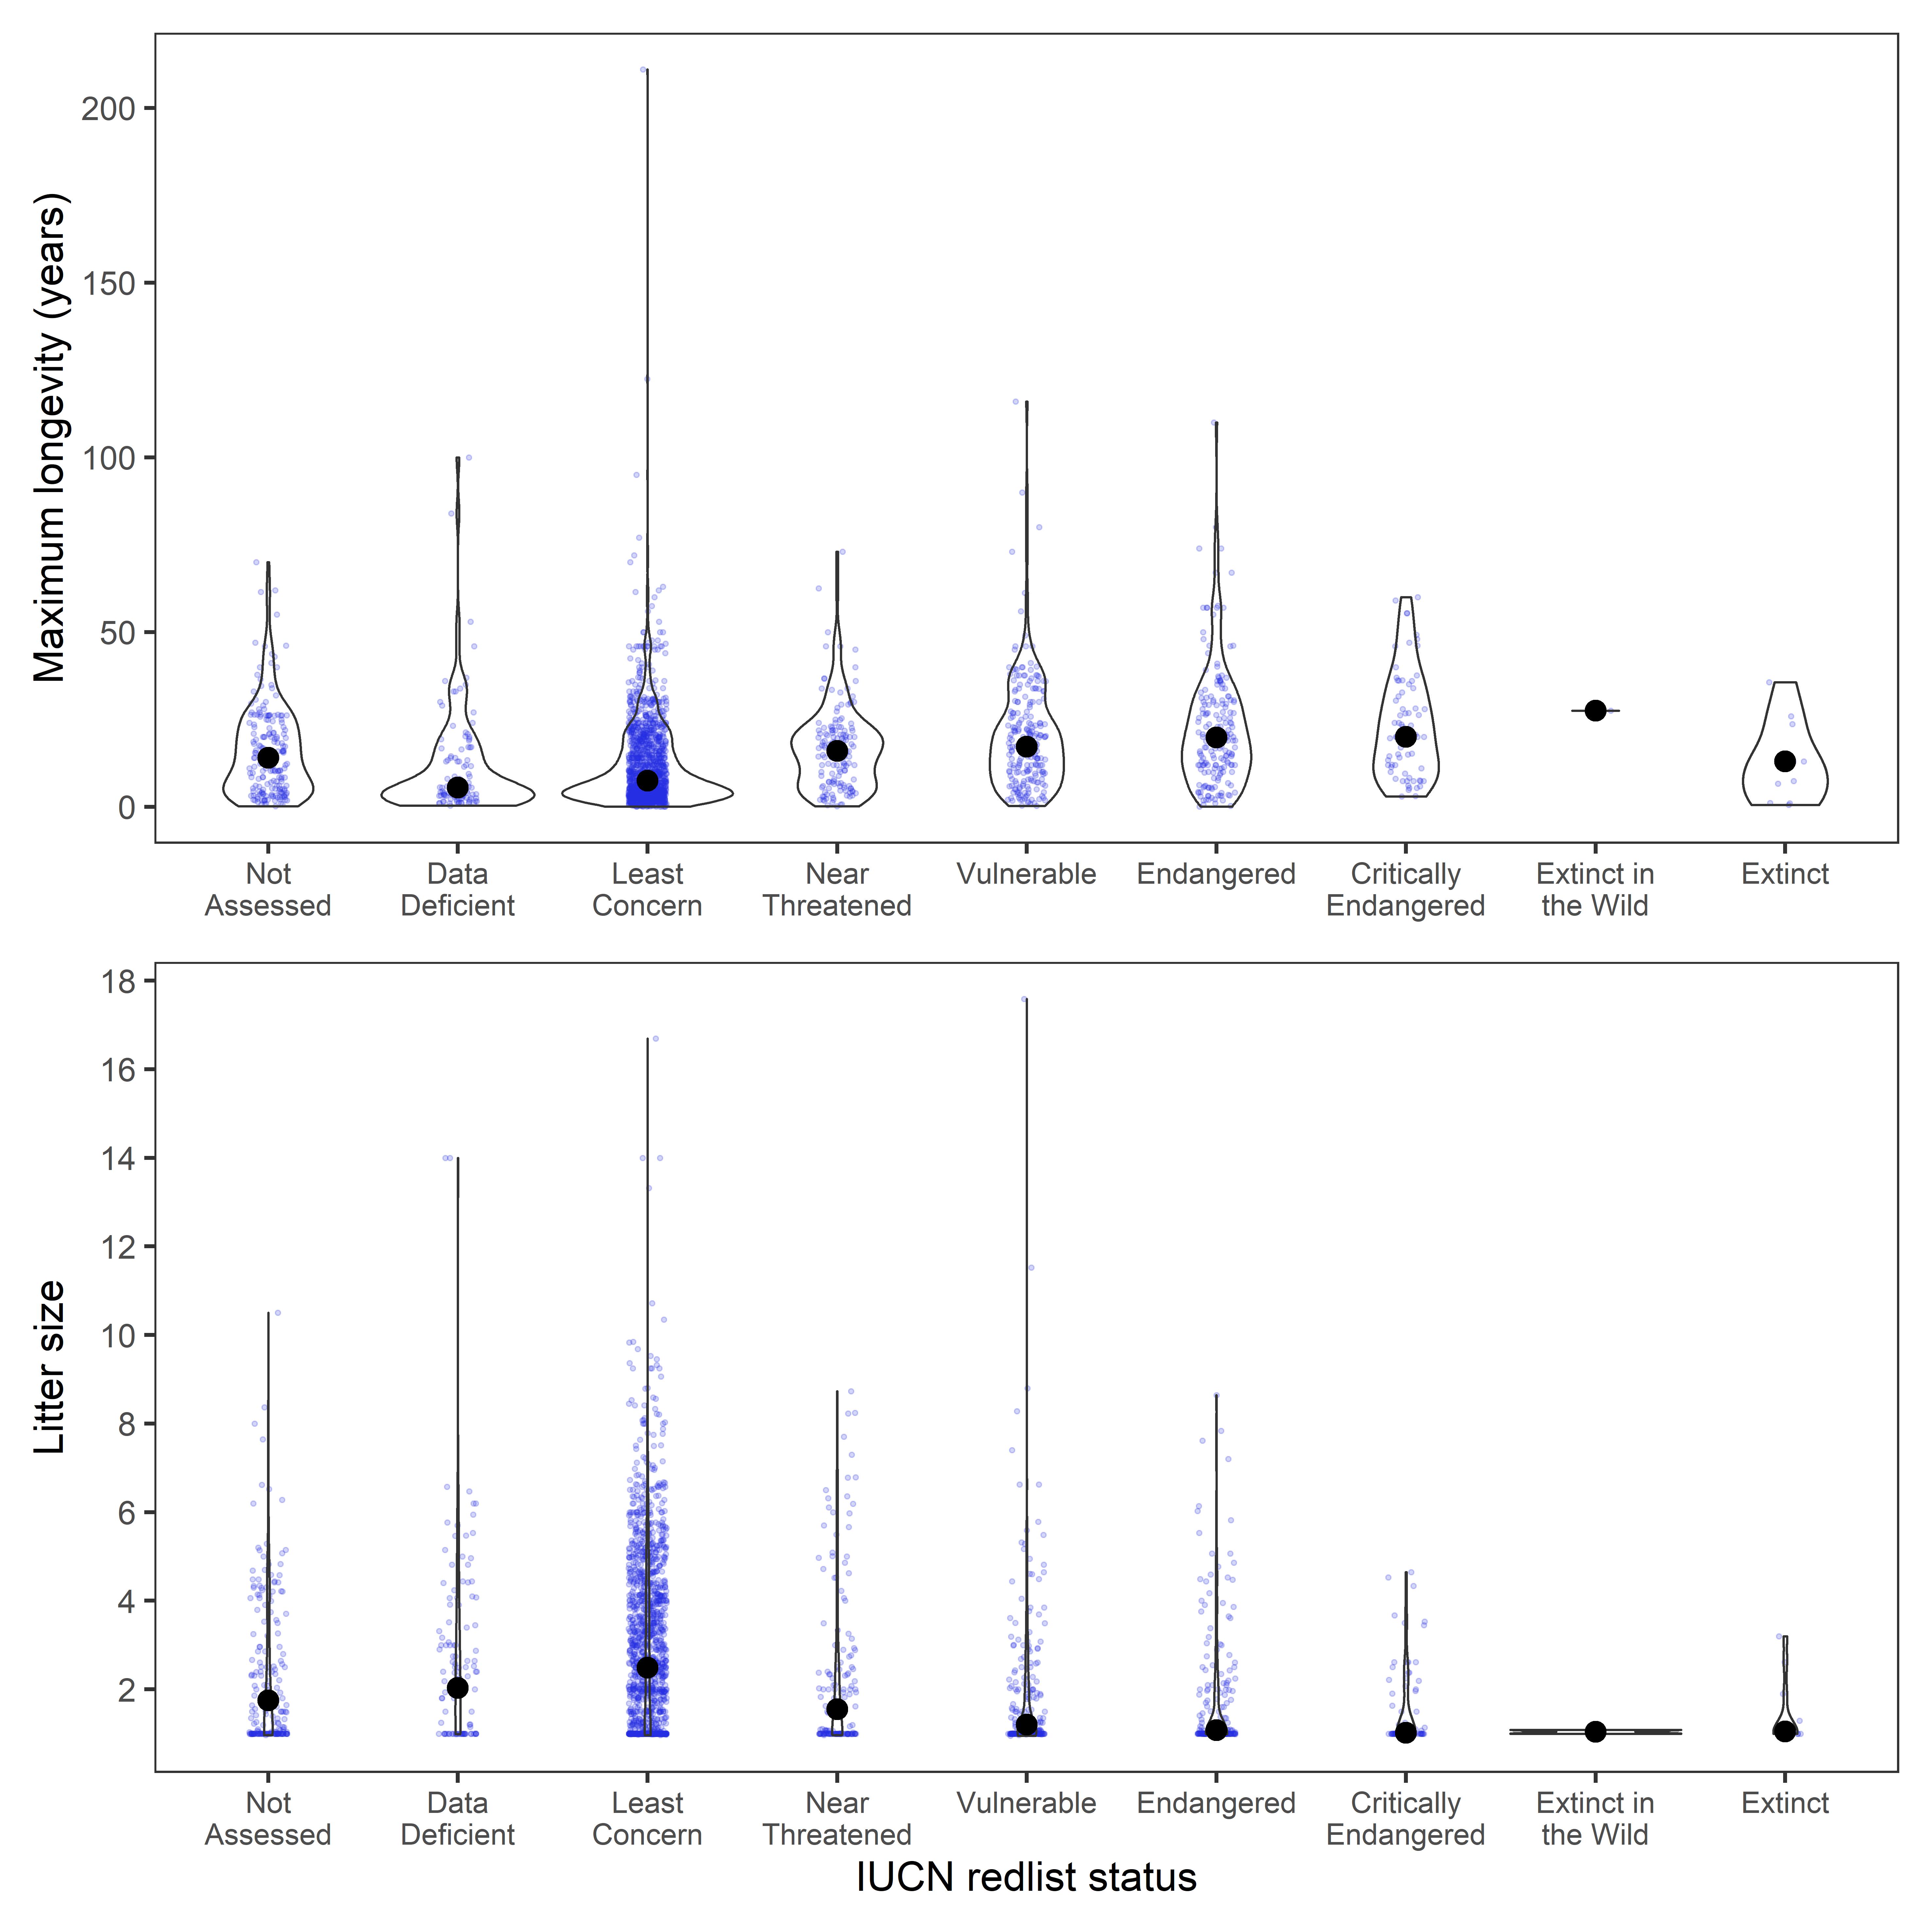 Maximum longevity (years)
200
150
100
50
0
Not Assessed
Data Deficient
Least Concern
Near Threatened
Vulnerable
Endangered
Critically Endangered
Extinct in the Wild
Extinct
Litter size
18
16
14
12
10
8
6
4
2
Not Assessed
Data Deficient
Least Concern
Near Threatened
Vulnerable
Endangered
Critically Endangered
Extinct in the Wild
Extinct
IUCN redlist status